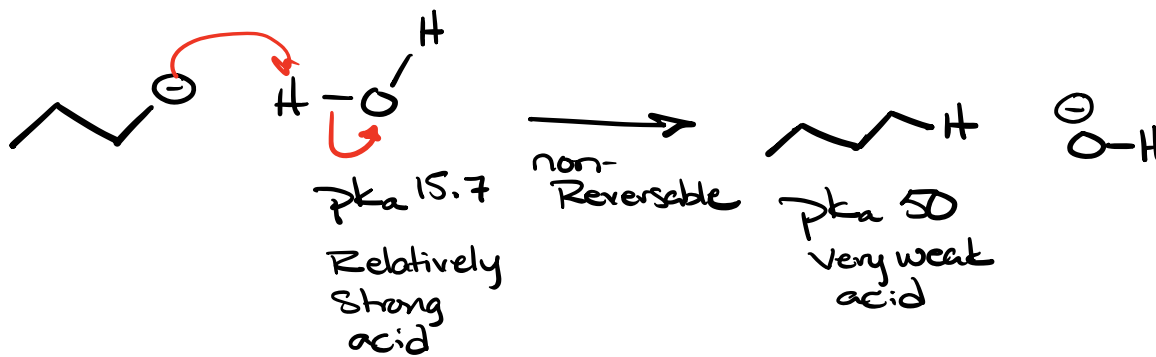 ⊖ H–O H
H ⊖ O–H
pka 15.7
Relatively
Strong
acid
non-
Reversable
pka 50
very weak
acid